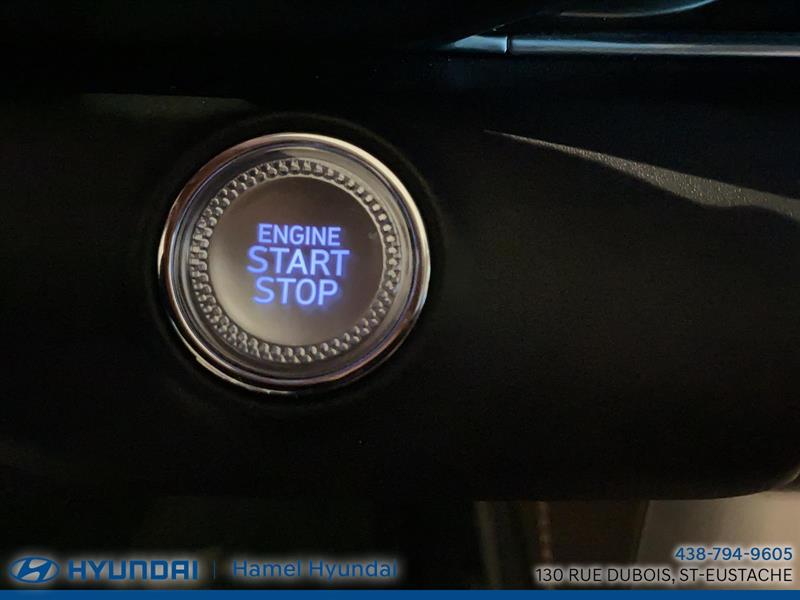 ENGINE
START
STOP
HYUNDAI | Hamel Hyundai
438-794-9605
130 RUE DUBOIS, ST-EUSTACHE